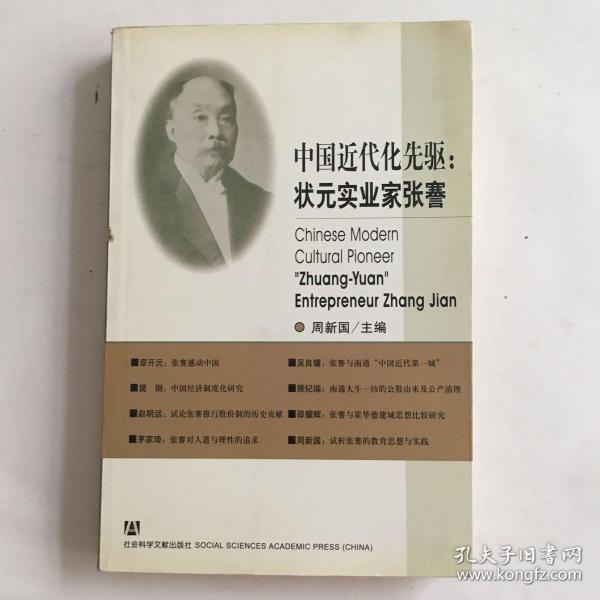 中国近代化先驱：
状元实业家张謇
Chinese Modern
Cultural Pioneer
"Zhuang-Yuan"
Entrepreneur Zhang Jian
周新国／主编
■章开沅：张謇感动中国
■吴良镛：张謇与南通“中国近代第一城”
■樊　纲：中国经济制度化研究
■顾纪瑞：南通大生一纺的公股由来及公产清理
■赵明远：试论张謇推行股份制的历史贡献
■邵耀辉：张謇与霍华德建城思想比较研究
■茅家琦：张謇对人道与理性的追求
■周新国：试析张謇的教育思想与实践
社会科学文献出版社 SOCIAL SCIENCES ACADEMIC PRESS (CHINA)
孔夫子旧书网
www.kongfz.com